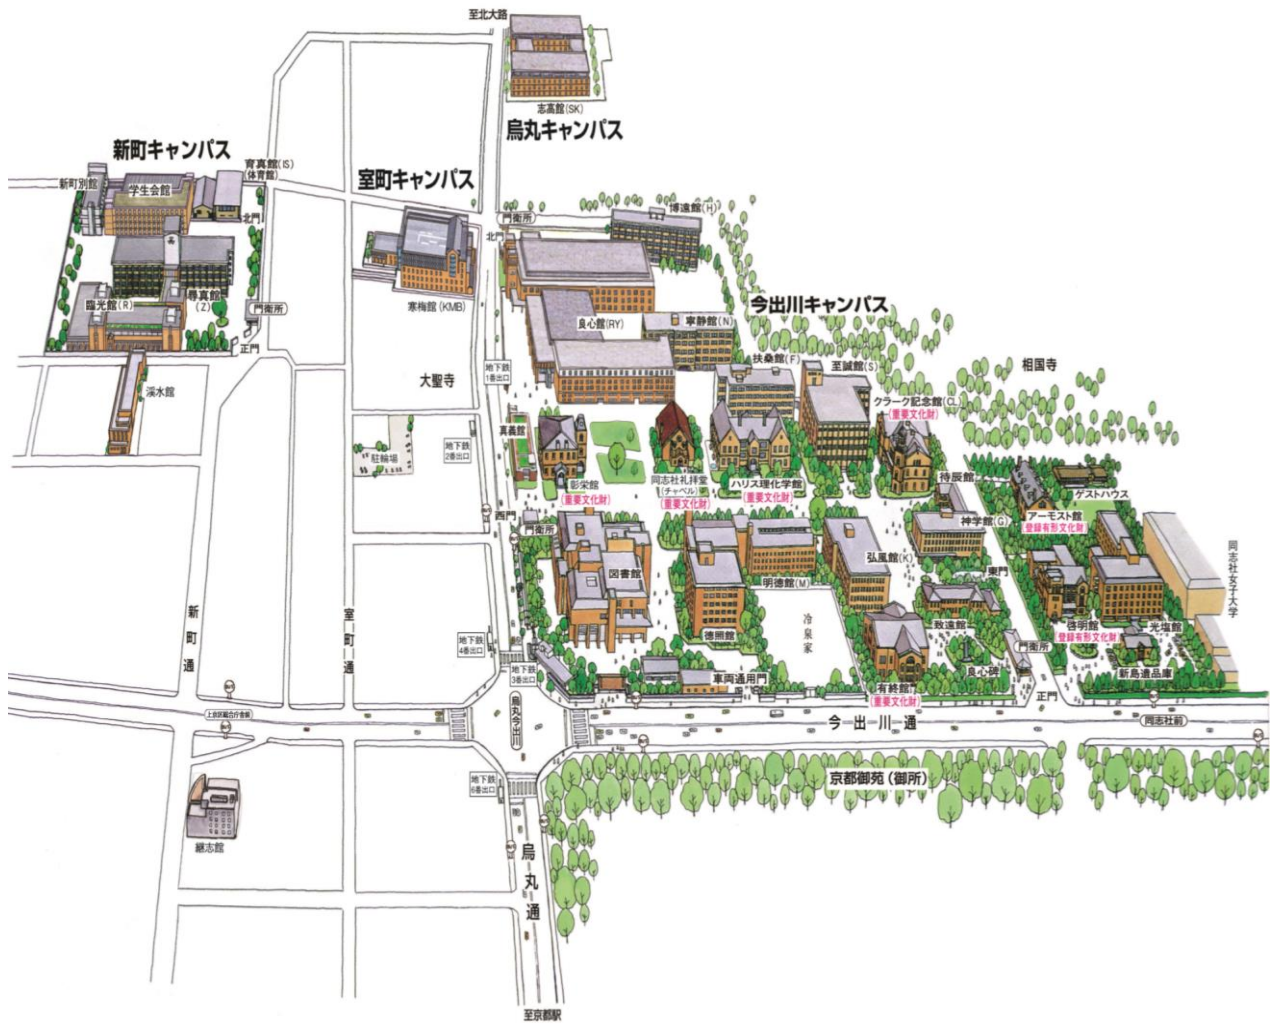 至北大路
志高館(SK)
烏丸キャンパス
新町キャンパス
育真館(IS)
(体育館)
新町別館
学生会館
北門
室町キャンパス
門衛所
博遠館(H)
北門
臨光館(R)
尋真館
(Z)
門衛所
正門
渓水館
寒梅館(KMB)
良心館(RY)
寧静館(N)
今出川キャンパス
扶桑館(F)
至誠館(S)
相国寺
大聖寺
地下鉄
1番出口
クラーク記念館(CL)
(重要文化財)
真義館
地下鉄
2番出口
駐輪場
彰栄館
(重要文化財)
同志社礼拝堂
(チャペル)
(重要文化財)
ハリス理化学館
(重要文化財)
待辰館
ゲストハウス
アーモスト館
(登録有形文化財)
神学館(G)
西門
門衛所
図書館
明徳館(M)
弘風館(K)
東門
同志社女子大学
新町通
室町通
徳照館
冷泉家
致遠館
啓明館
(登録有形文化財)
光塩館
地下鉄
4番出口
地下鉄
3番出口
車両通用門
有終館
(重要文化財)
良心碑
門衛所
新島遺品庫
正門
上京区総合庁舎前
烏丸今出川
今出川通
同志社前
地下鉄
6番出口
京都御苑(御所)
継志館
烏丸通
至京都駅